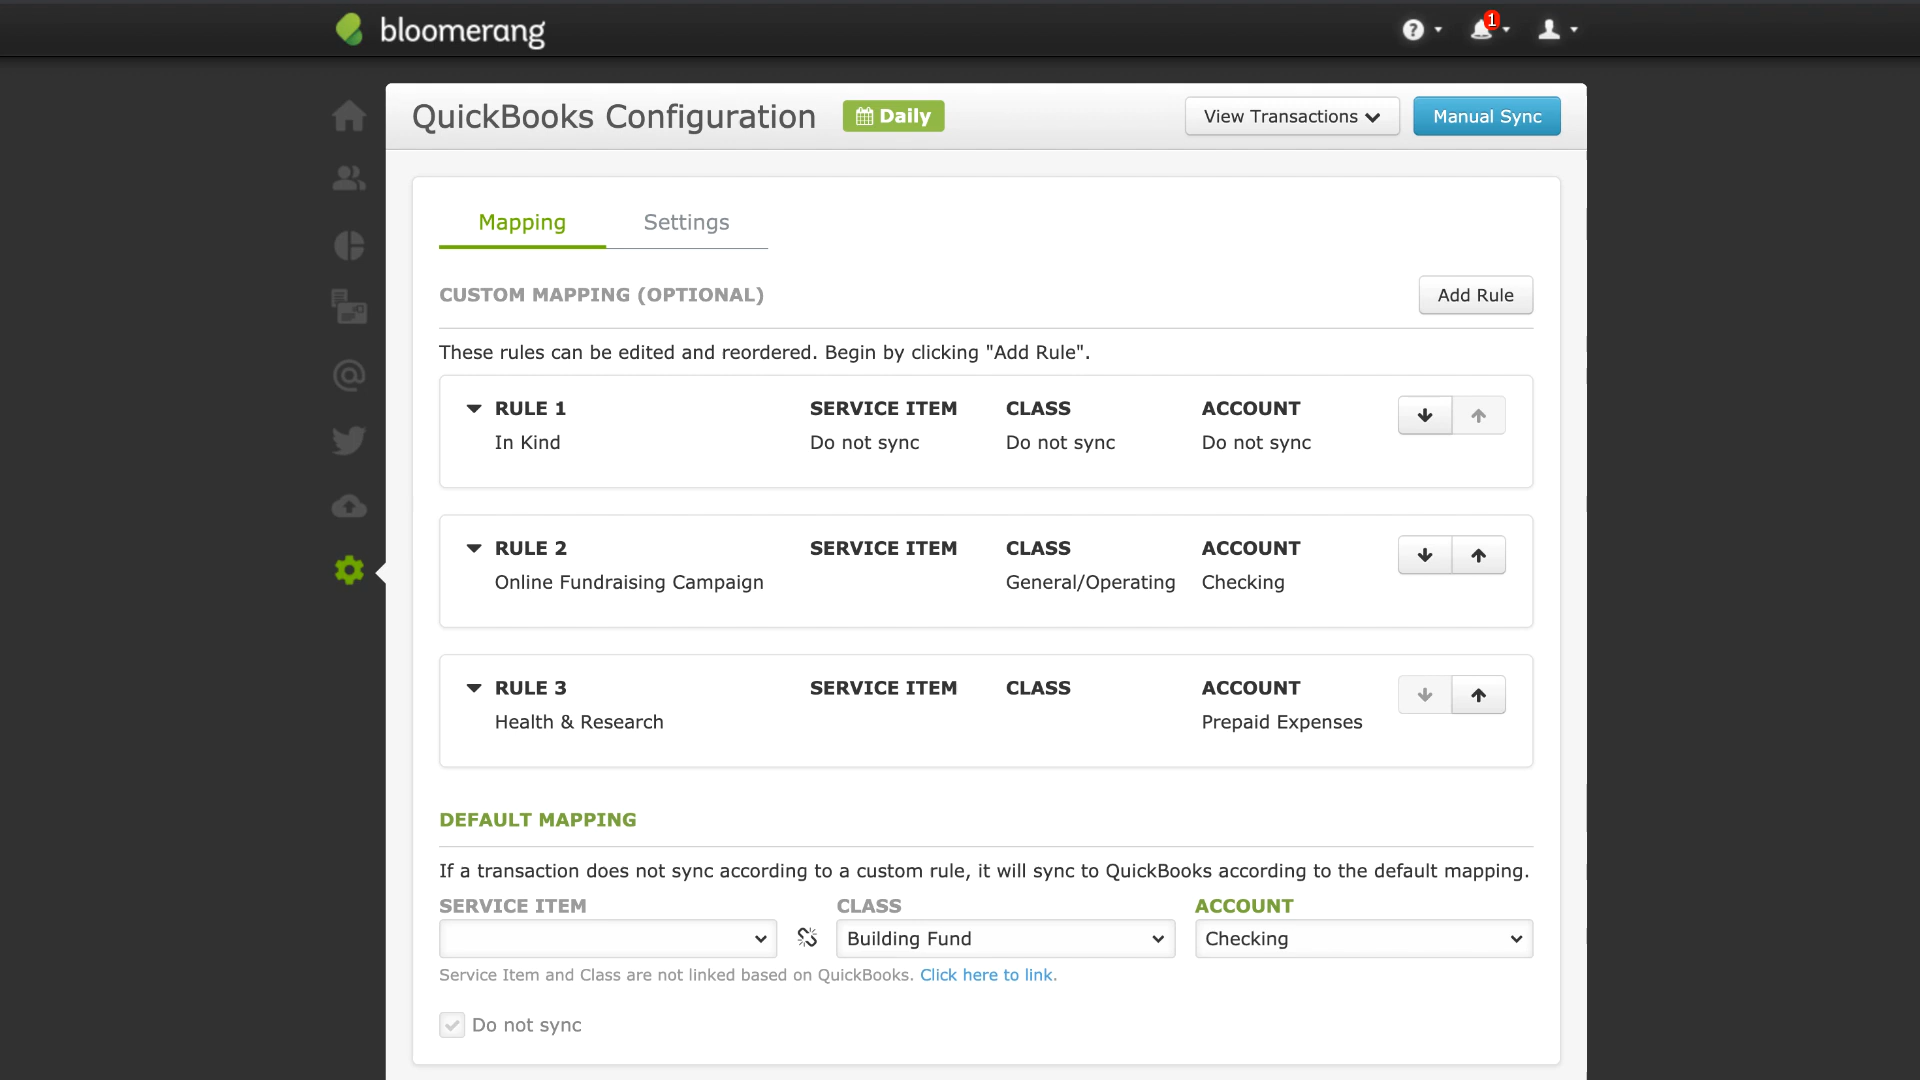 bloomerang
1
QuickBooks Configuration
Daily
View Transactions
Manual Sync
Mapping
Settings
CUSTOM MAPPING (OPTIONAL)
Add Rule
These rules can be edited and reordered. Begin by clicking "Add Rule".
RULE 1 SERVICE ITEM CLASS ACCOUNT
In Kind Do not sync Do not sync Do not sync
RULE 2 SERVICE ITEM CLASS ACCOUNT
Online Fundraising Campaign General/Operating Checking
RULE 3 SERVICE ITEM CLASS ACCOUNT
Health & Research Prepaid Expenses
DEFAULT MAPPING
If a transaction does not sync according to a custom rule, it will sync to QuickBooks according to the default mapping.
SERVICE ITEM CLASS ACCOUNT
Building Fund Checking
Service Item and Class are not linked based on QuickBooks. Click here to link.
Do not sync